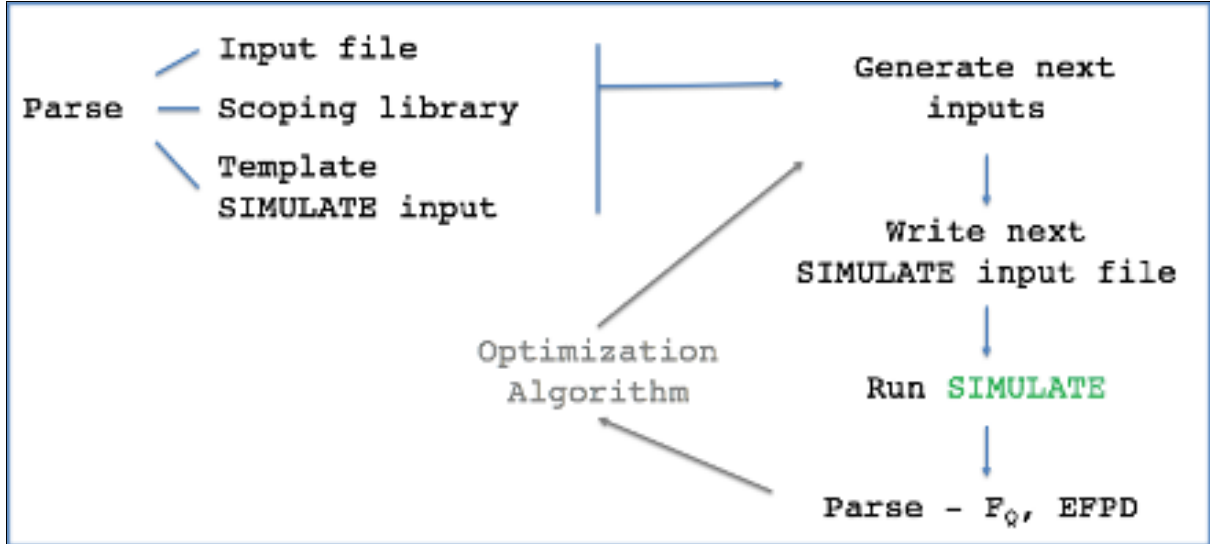 Parse
Input file
Scoping library
Template
SIMULATE input
Generate next
inputs
Write next
SIMULATE input file
Run SIMULATE
Parse - FQ, EFPD
Optimization
Algorithm